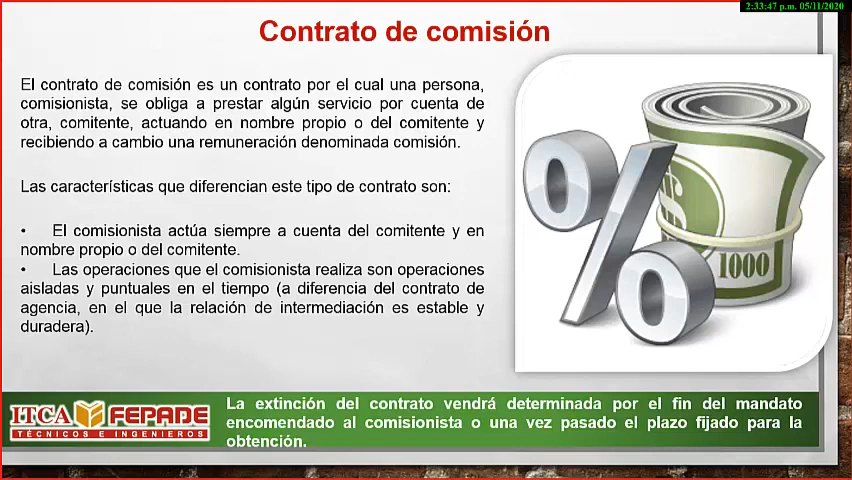 2:33:47 p.m. 05/11/2020
Contrato de comisión
El contrato de comisión es un contrato por el cual una persona,
comisionista, se obliga a prestar algún servicio por cuenta de
otra, comitente, actuando en nombre propio o del comitente y
recibiendo a cambio una remuneración denominada comisión.
Las características que diferencian este tipo de contrato son:
• El comisionista actúa siempre a cuenta del comitente y en
nombre propio o del comitente.
• Las operaciones que el comisionista realiza son operaciones
aisladas y puntuales en el tiempo (a diferencia del contrato de
agencia, en el que la relación de intermediación es estable y
duradera).
%
$
1000
ITCA FEPADE
TÉCNICOS E INGENIEROS
La extinción del contrato vendrá determinada por el fin del mandato
encomendado al comisionista o una vez pasado el plazo fijado para la
obtención.